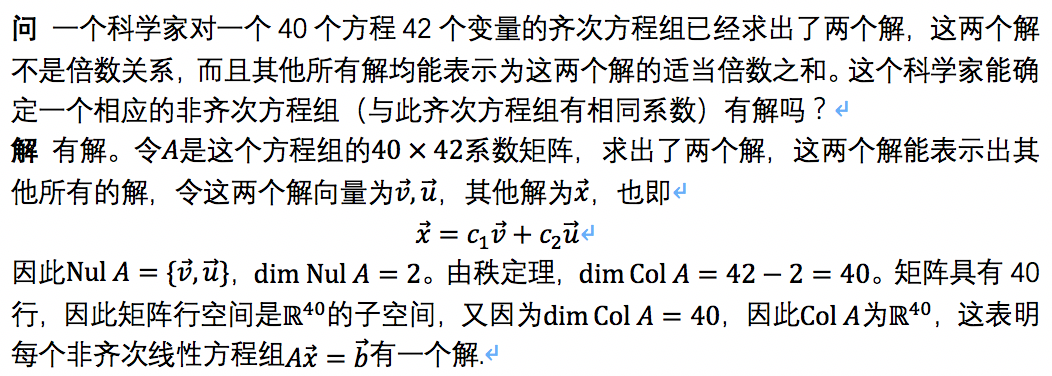 问 一个科学家对一个 40 个方程 42 个变量的齐次方程组已经求出了两个解，这两个解
不是倍数关系，而且其他所有解均能表示为这两个解的适当倍数之和。这个科学家能确
定一个相应的非齐次方程组（与此齐次方程组有相同系数）有解吗？↲
解 有解。令A是这个方程组的40 × 42系数矩阵，求出了两个解，这两个解能表示出其
他所有的解，令这两个解向量为v⃗, u⃗，其他解为x⃗，也即↲
x⃗ = c₁v⃗ + c₂u⃗↲
因此Nul A = {v⃗, u⃗}，dim Nul A = 2。由秩定理，dim Col A = 42 − 2 = 40。矩阵具有 40
行，因此矩阵行空间是ℝ⁴⁰的子空间，又因为dim Col A = 40，因此Col A为ℝ⁴⁰，这表明
每个非齐次线性方程组Ax⃗ = b⃗有一个解.↲